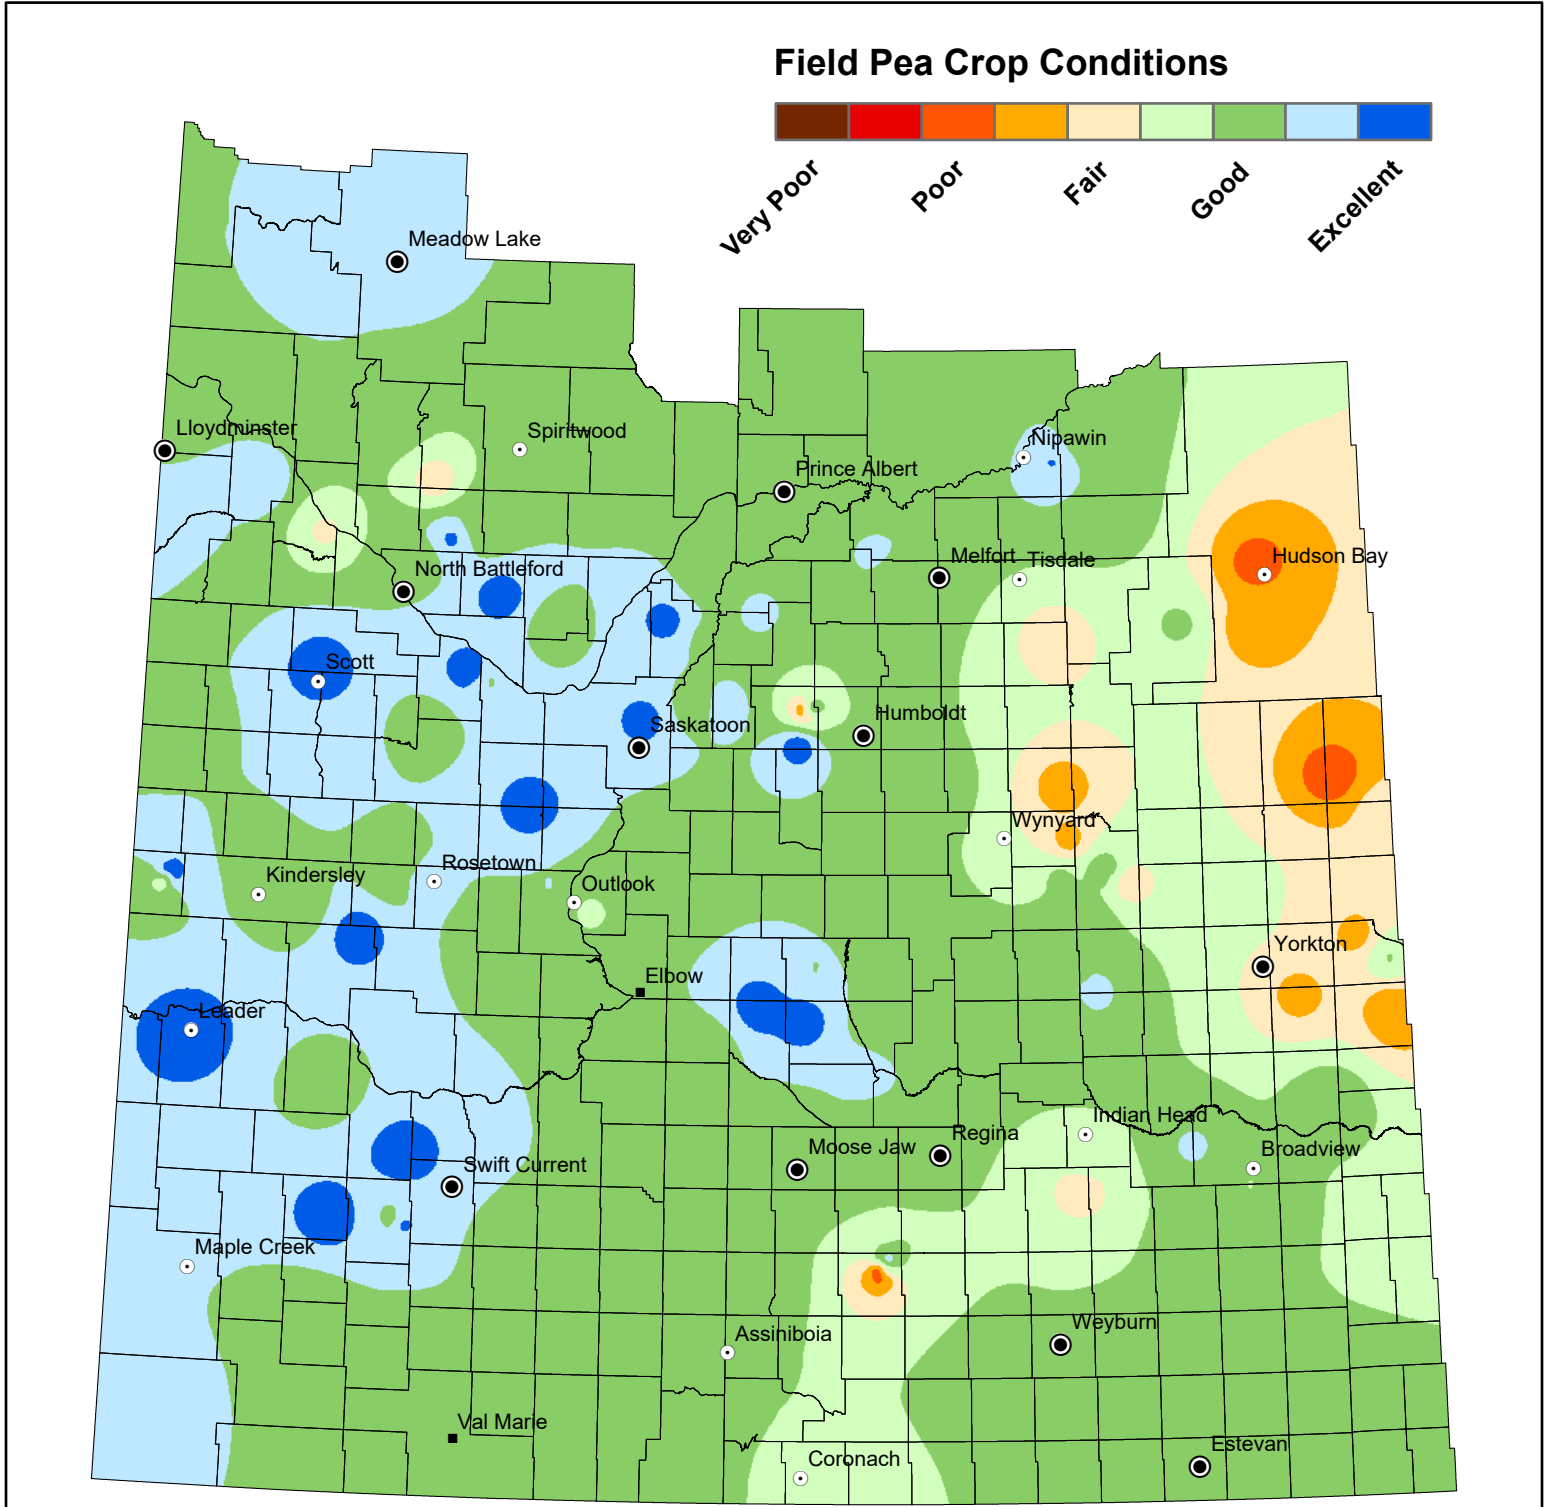 Field Pea Crop Conditions
Very Poor
Poor
Fair
Good
Excellent
Meadow Lake
Lloydminster
Spiritwood
Nipawin
Prince Albert
Melfort
Tisdale
Hudson Bay
North Battleford
Scott
Saskatoon
Humboldt
Wynyard
Rosetown
Kindersley
Outlook
Yorkton
Elbow
Leader
Indian Head
Regina
Moose Jaw
Broadview
Swift Current
Maple Creek
Weyburn
Assiniboia
Val Marie
Estevan
Coronach